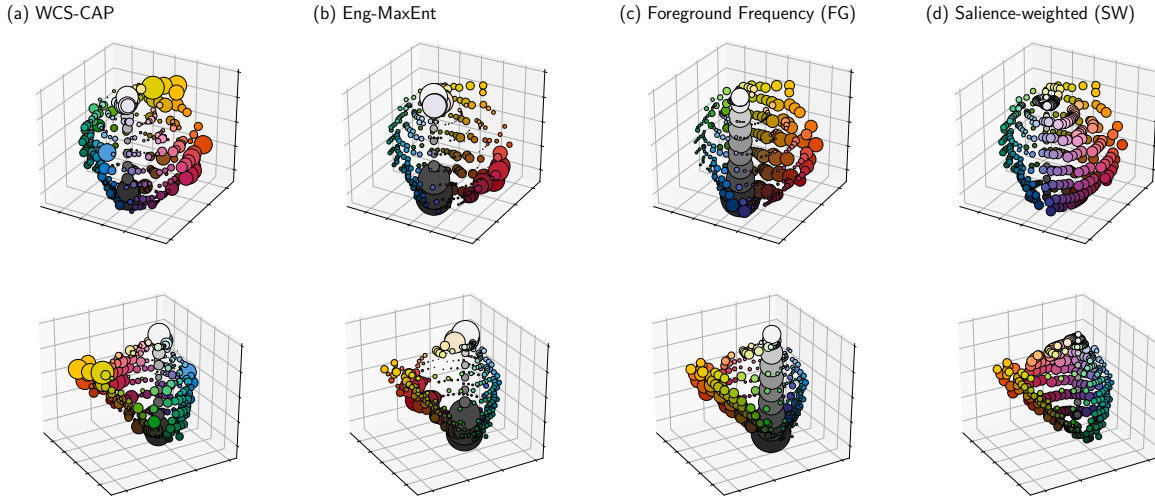 (a) WCS-CAP
(b) Eng-MaxEnt
(c) Foreground Frequency (FG)
(d) Salience-weighted (SW)